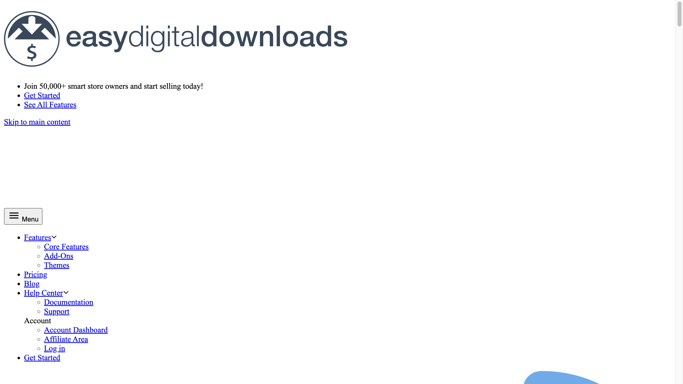 easydigitaldownloads
Join 50,000+ smart store owners and start selling today!
Get Started
See All Features
Skip to main content
Menu
Features
Core Features
Add-Ons
Themes
Pricing
Blog
Help Center
Documentation
Support
Account
Account Dashboard
Affiliate Area
Log in
Get Started